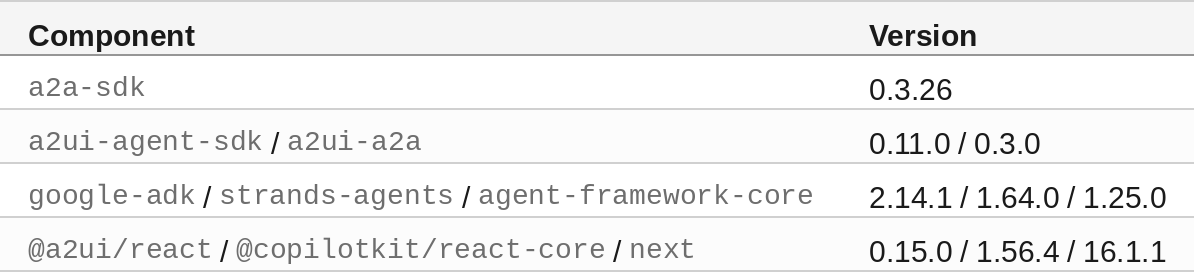 Component Version
a2a-sdk 0.3.26
a2ui-agent-sdk / a2ui-a2a 0.11.0 / 0.3.0
google-adk / strands-agents / agent-framework-core 2.14.1 / 1.64.0 / 1.25.0
@a2ui/react / @copilotkit/react-core / next 0.15.0 / 1.56.4 / 16.1.1